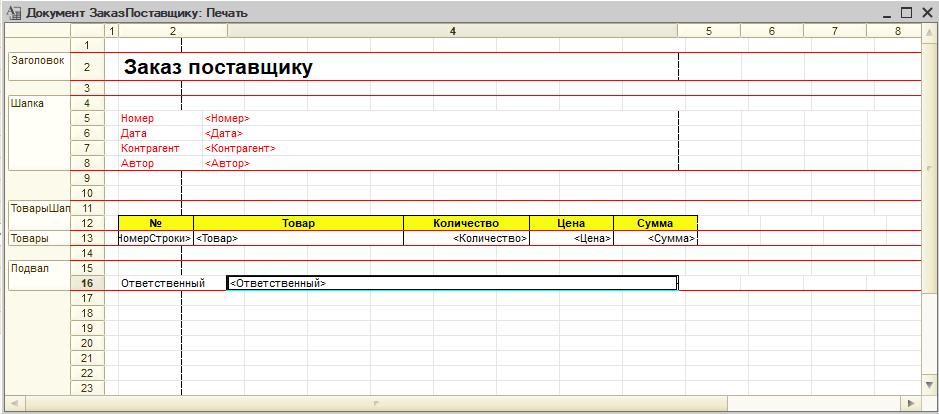 Документ ЗаказПоставщику: Печать
1 2 4 5 6 7 8
1
Заголовок 2 Заказ поставщику
3
Шапка 4
5 Номер <Номер>
6 Дата <Дата>
7 Контрагент <Контрагент>
8 Автор <Автор>
9
10
ТоварыШап 11
12 № Товар Количество Цена Сумма
Товары 13 НомерСтроки> <Товар> <Количество> <Цена> <Сумма>
14
Подвал 15
16 Ответственный <Ответственный>
17
18
19
20
21
22
23